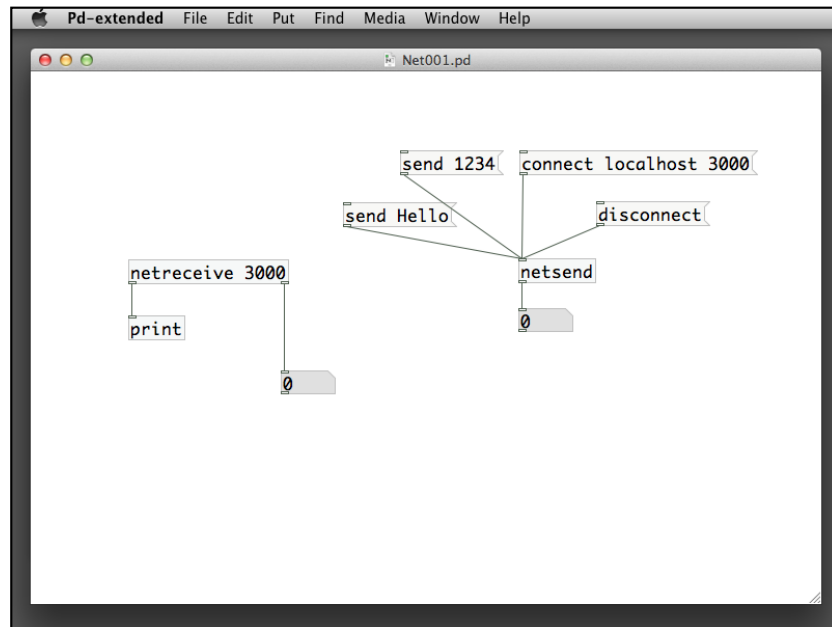 Pd-extended File Edit Put Find Media Window Help
Net001.pd
send 1234
connect localhost 3000
send Hello
disconnect
netreceive 3000
netsend
print
0
0